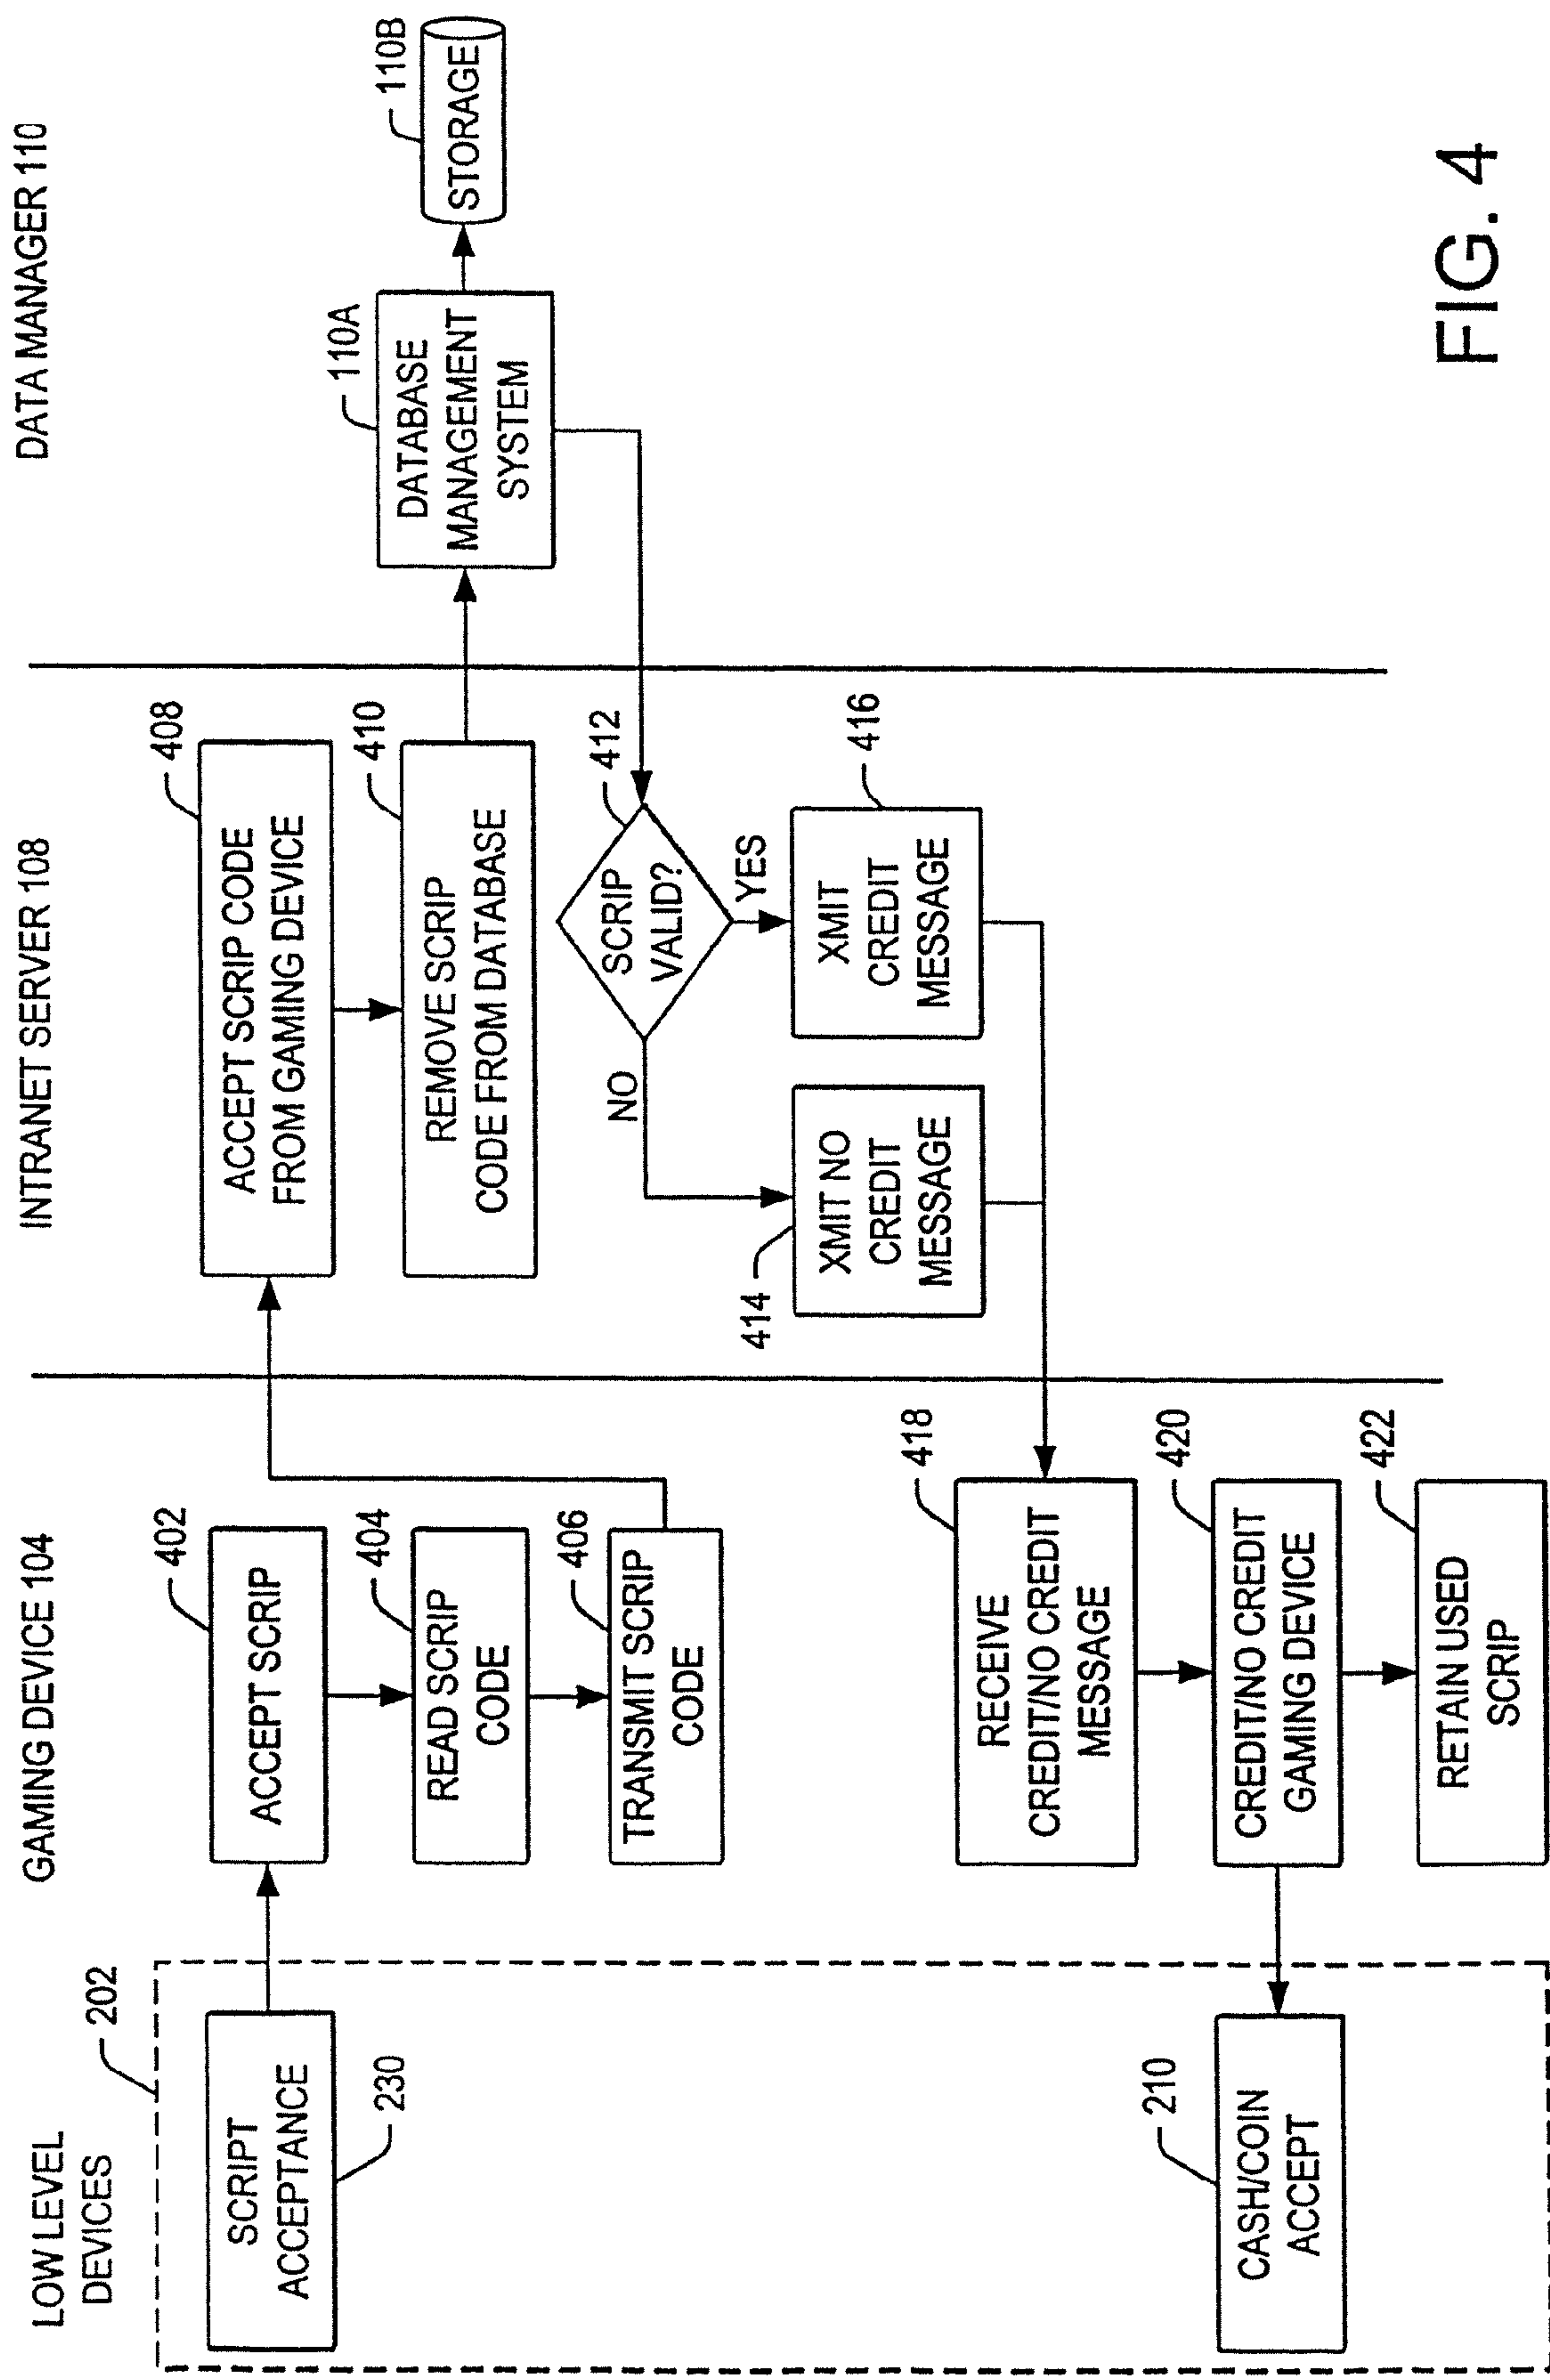 LOW LEVEL
DEVICES
202
SCRIPT
ACCEPTANCE
230
CASH/COIN
ACCEPT
210
GAMING DEVICE 104
402
ACCEPT SCRIP
404
READ SCRIP
CODE
406
TRANSMIT SCRIP
CODE
418
RECEIVE
CREDIT/NO CREDIT
MESSAGE
420
CREDIT/NO CREDIT
GAMING DEVICE
422
RETAIN USED
SCRIP
INTRANET SERVER 108
408
ACCEPT SCRIP CODE
FROM GAMING DEVICE
410
REMOVE SCRIP
CODE FROM DATABASE
412
SCRIP
VALID?
NO
YES
414
XMIT NO
CREDIT
MESSAGE
416
XMIT
CREDIT
MESSAGE
DATA MANAGER 110
110A
DATABASE
MANAGEMENT
SYSTEM
110B
STORAGE
FIG. 4